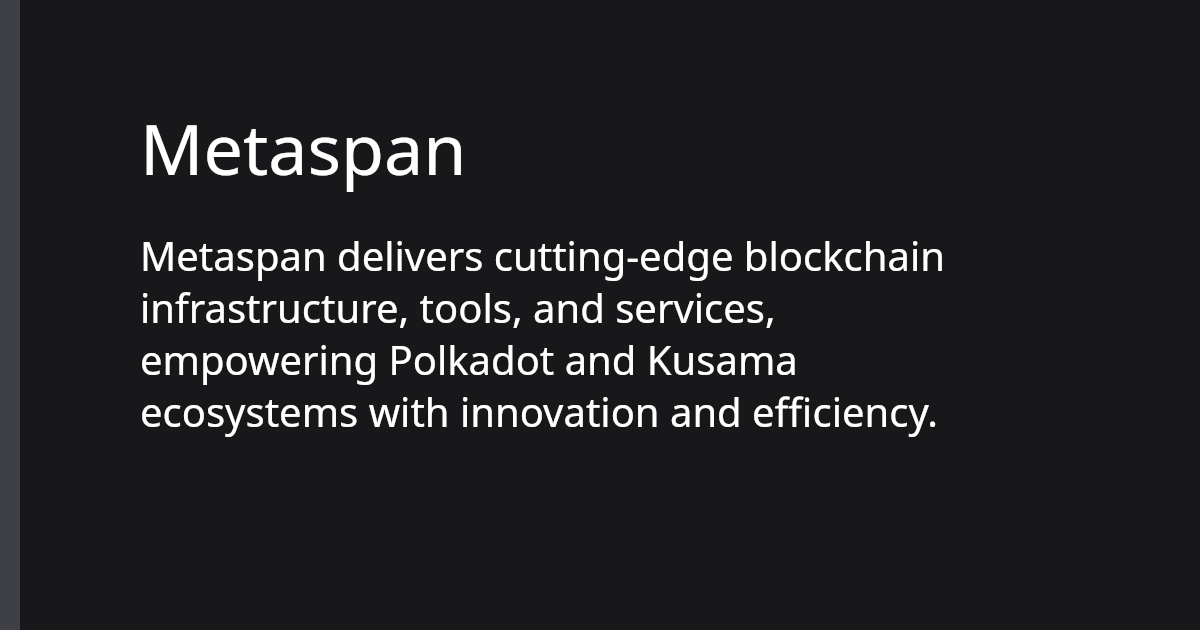 Metaspan
Metaspan delivers cutting-edge blockchain
infrastructure, tools, and services,
empowering Polkadot and Kusama
ecosystems with innovation and efficiency.